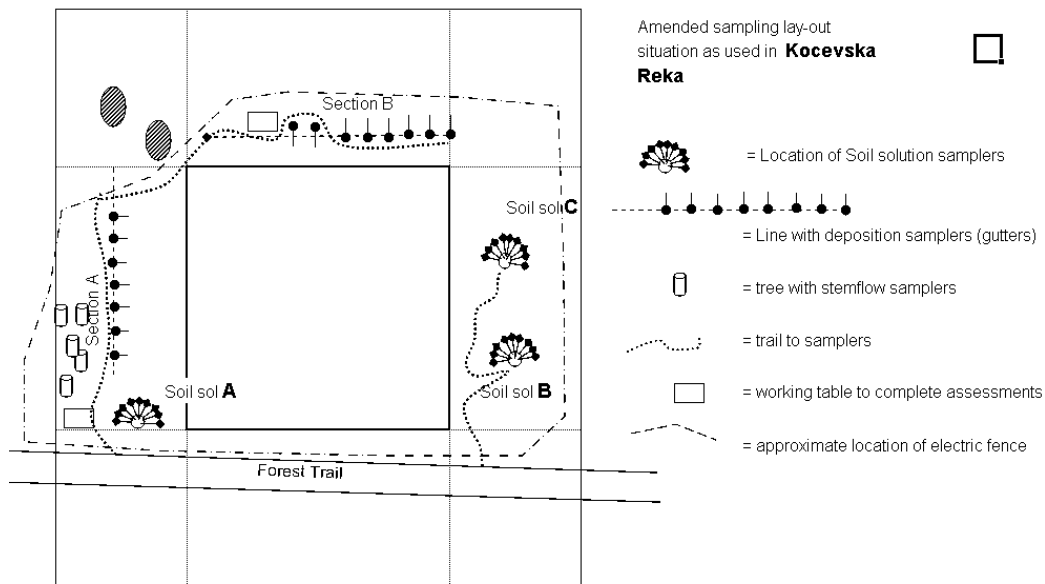 Section B
Soil sol C
Section A
Soil sol A
Soil sol B
Forest Trail
Amended sampling lay-out
situation as used in Kocevska
Reka
= Location of Soil solution samplers
= Line with deposition samplers (gutters)
= tree with stemflow samplers
= trail to samplers
= working table to complete assessments
= approximate location of electric fence